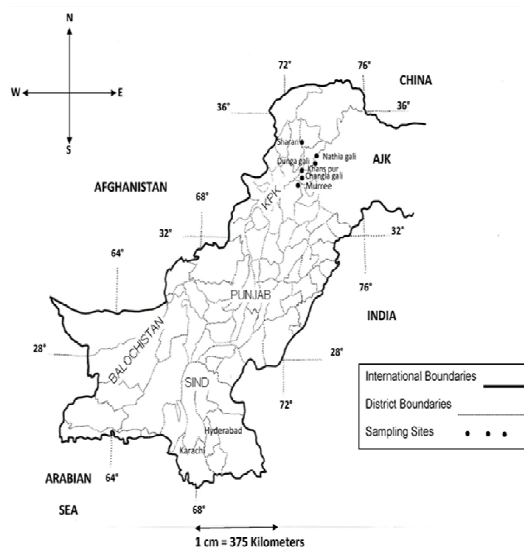 N
W E
S
72°
76°
CHINA
36°
36°
Sharan
Nathia gali
Dunga gali
Khans pur
Changla gali
Murree
AJK
AFGHANISTAN
KPK
68°
32°
32°
64°
76°
PUNJAB
INDIA
28°
28°
BALOCHISTAN
SIND
72°
International Boundaries
District Boundaries
Sampling Sites
Hyderabad
Karachi
ARABIAN
SEA
64°
68°
1 cm = 375 Kilometers